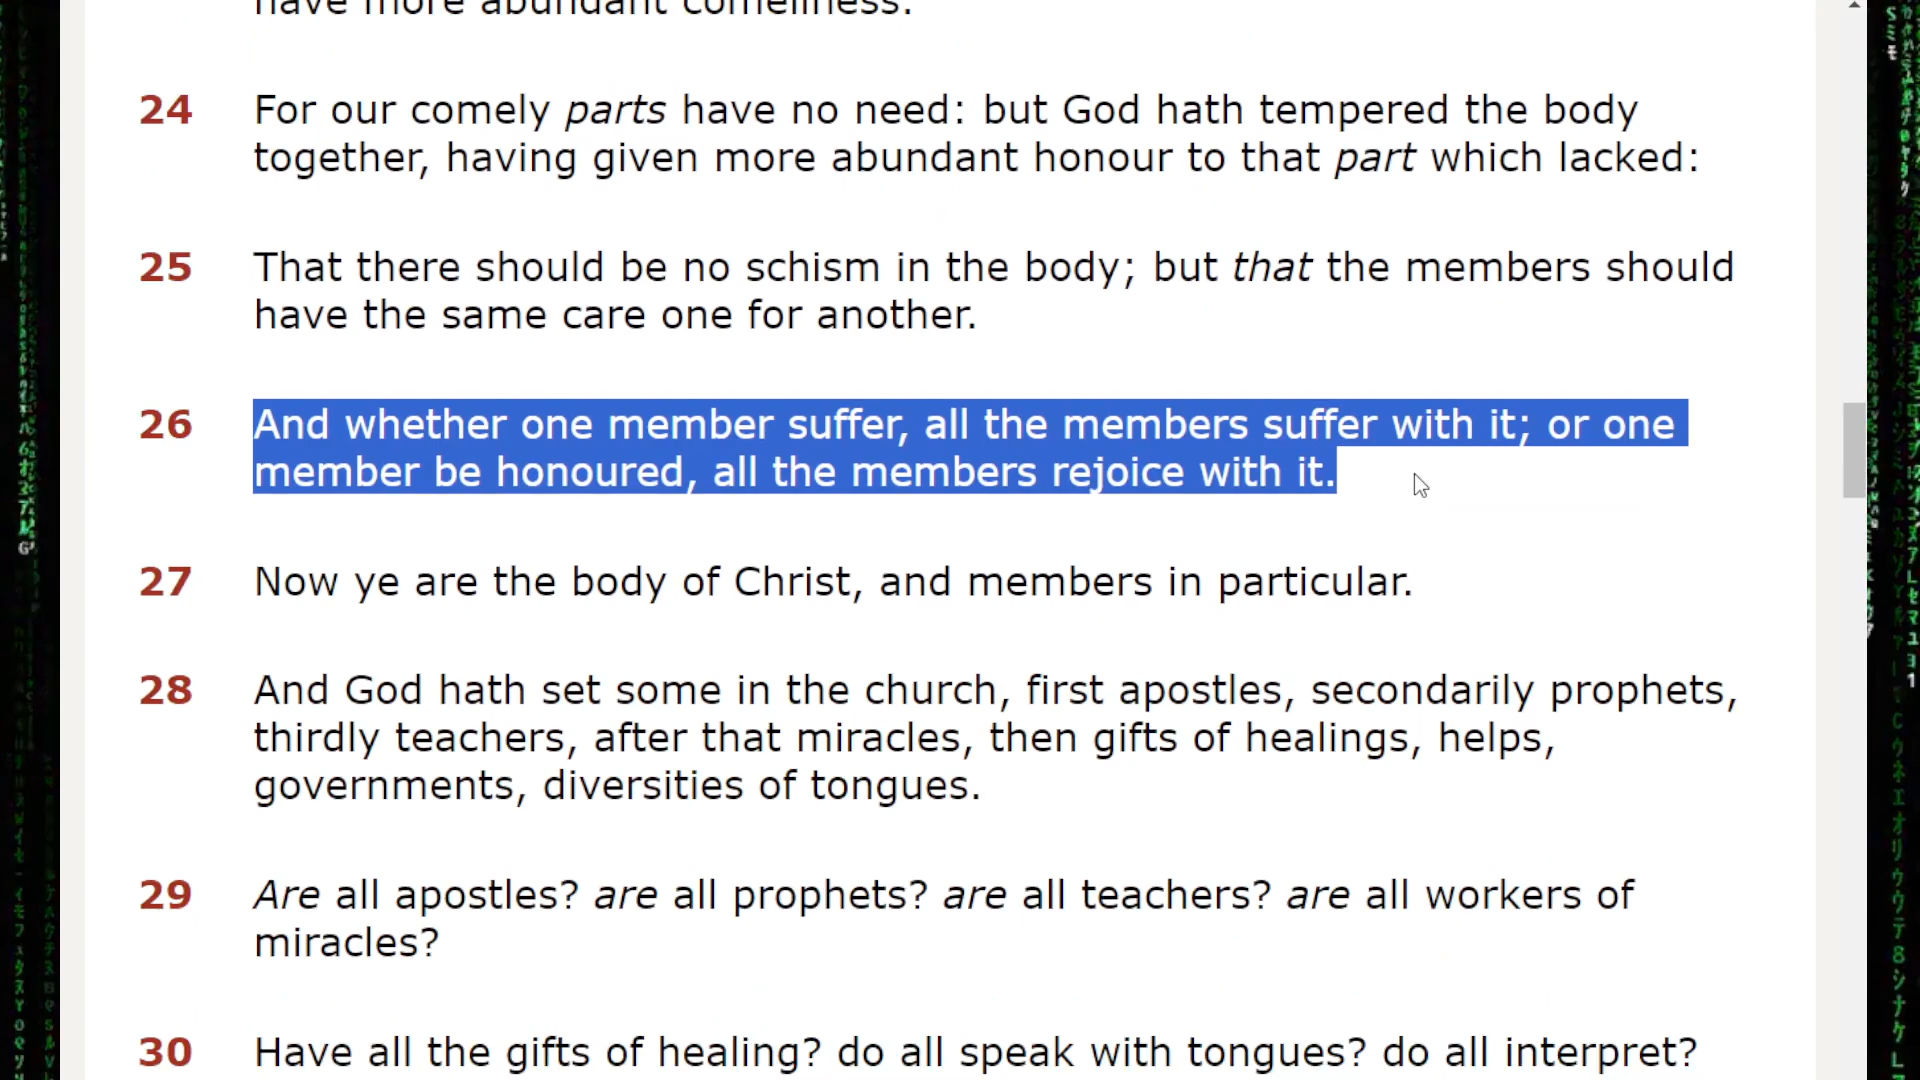 have more abundant comeliness.
24 For our comely parts have no need: but God hath tempered the body
together, having given more abundant honour to that part which lacked:
25 That there should be no schism in the body; but that the members should
have the same care one for another.
26 And whether one member suffer, all the members suffer with it; or one
member be honoured, all the members rejoice with it.
27 Now ye are the body of Christ, and members in particular.
28 And God hath set some in the church, first apostles, secondarily prophets,
thirdly teachers, after that miracles, then gifts of healings, helps,
governments, diversities of tongues.
29 Are all apostles? are all prophets? are all teachers? are all workers of
miracles?
30 Have all the gifts of healing? do all speak with tongues? do all interpret?